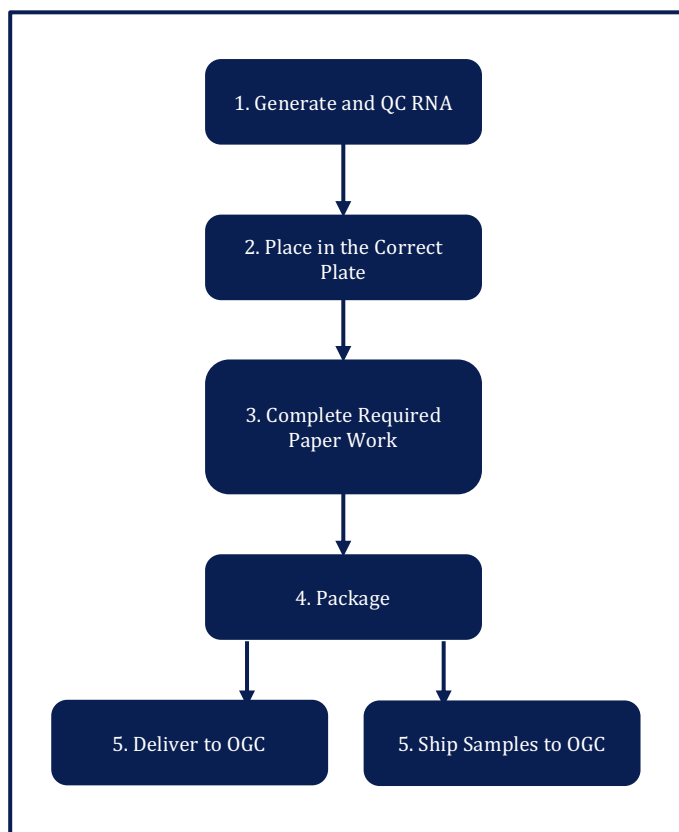 1. Generate and QC RNA
2. Place in the Correct
Plate
3. Complete Required
Paper Work
4. Package
5. Deliver to OGC
5. Ship Samples to OGC